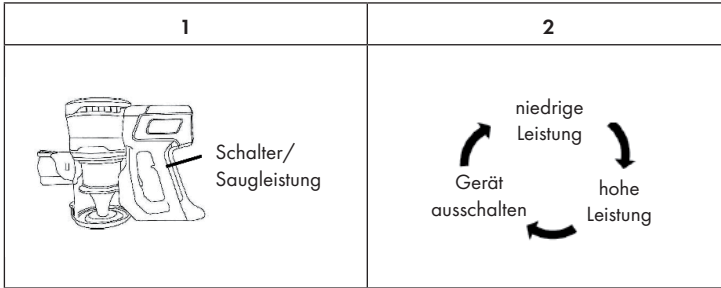 1
2
Schalter/
Saugleistung
niedrige
Leistung
hohe
Leistung
Gerät
ausschalten